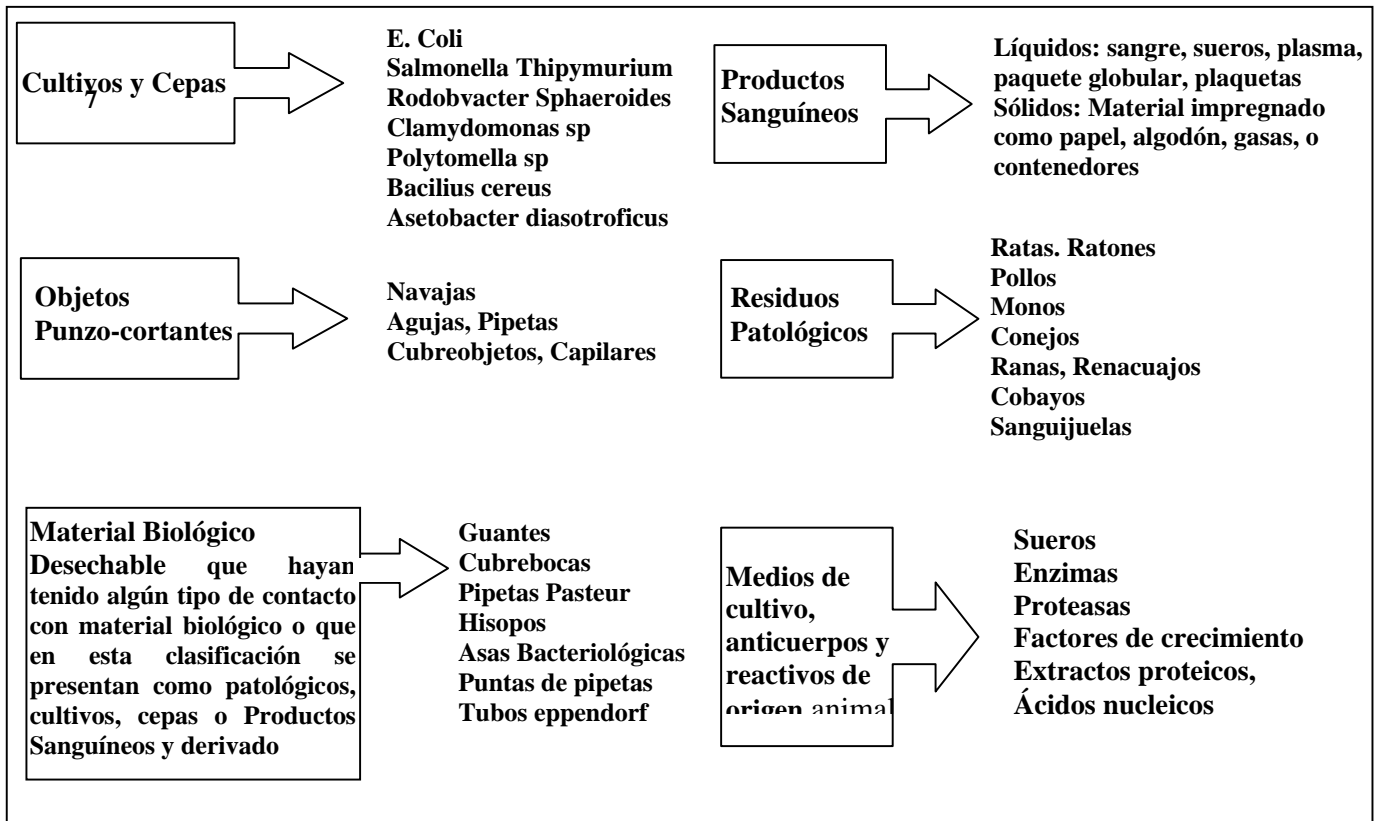 Cultivos y Cepas
7
E. Coli
Salmonella Thipymurium
Rodobvacter Sphaeroides
Clamydomonas sp
Polytomella sp
Bacilius cereus
Asetobacter diasotroficus
Productos
Sanguíneos
Líquidos: sangre, sueros, plasma,
paquete globular, plaquetas
Sólidos: Material impregnado
como papel, algodón, gasas, o
contenedores
Objetos
Punzo-cortantes
Navajas
Agujas, Pipetas
Cubreobjetos, Capilares
Residuos
Patológicos
Ratas. Ratones
Pollos
Monos
Conejos
Ranas, Renacuajos
Cobayos
Sanguijuelas
Material Biológico
Desechable que hayan
tenido algún tipo de contacto
con material biológico o que
en esta clasificación se
presentan como patológicos,
cultivos, cepas o Productos
Sanguíneos y derivado
Guantes
Cubrebocas
Pipetas Pasteur
Hisopos
Asas Bacteriológicas
Puntas de pipetas
Tubos eppendorf
Medios de
cultivo,
anticuerpos y
reactivos de
origen animal
Sueros
Enzimas
Proteasas
Factores de crecimiento
Extractos proteicos,
Ácidos nucleicos